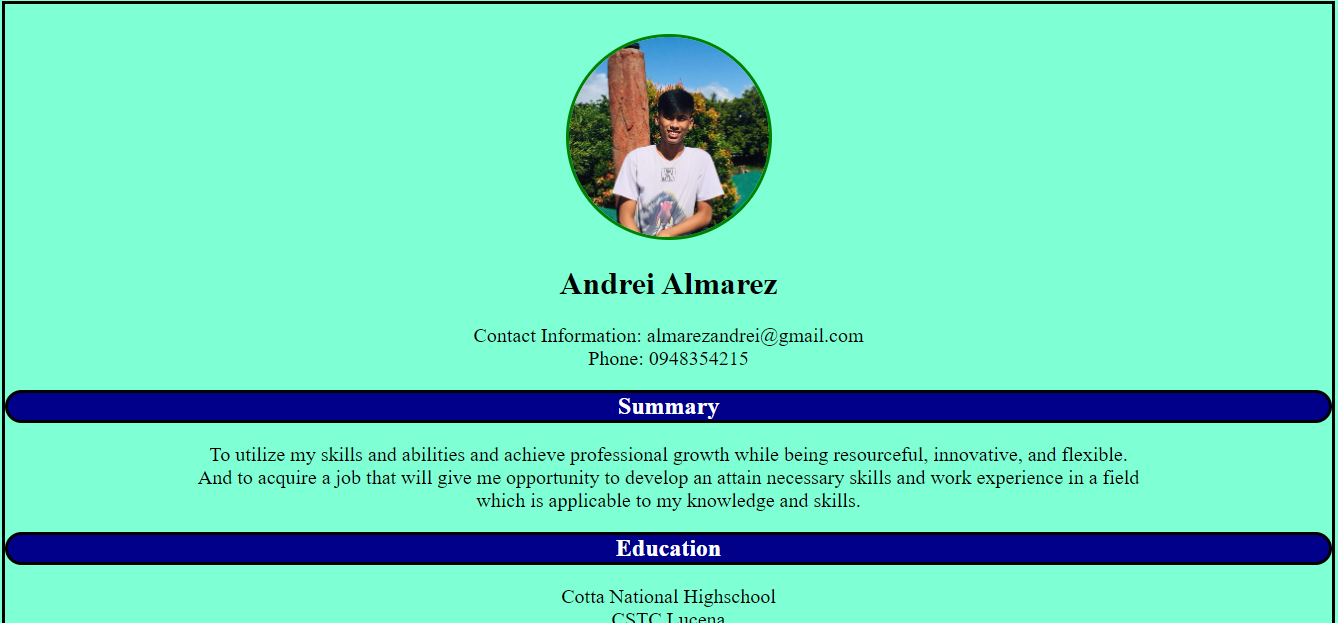 Andrei Almarez
Contact Information: almarezandrei@gmail.com
Phone: 0948354215
Summary
To utilize my skills and abilities and achieve professional growth while being resourceful, innovative, and flexible.
And to acquire a job that will give me opportunity to develop an attain necessary skills and work experience in a field
which is applicable to my knowledge and skills.
Education
Cotta National Highschool
CSTC Lucena